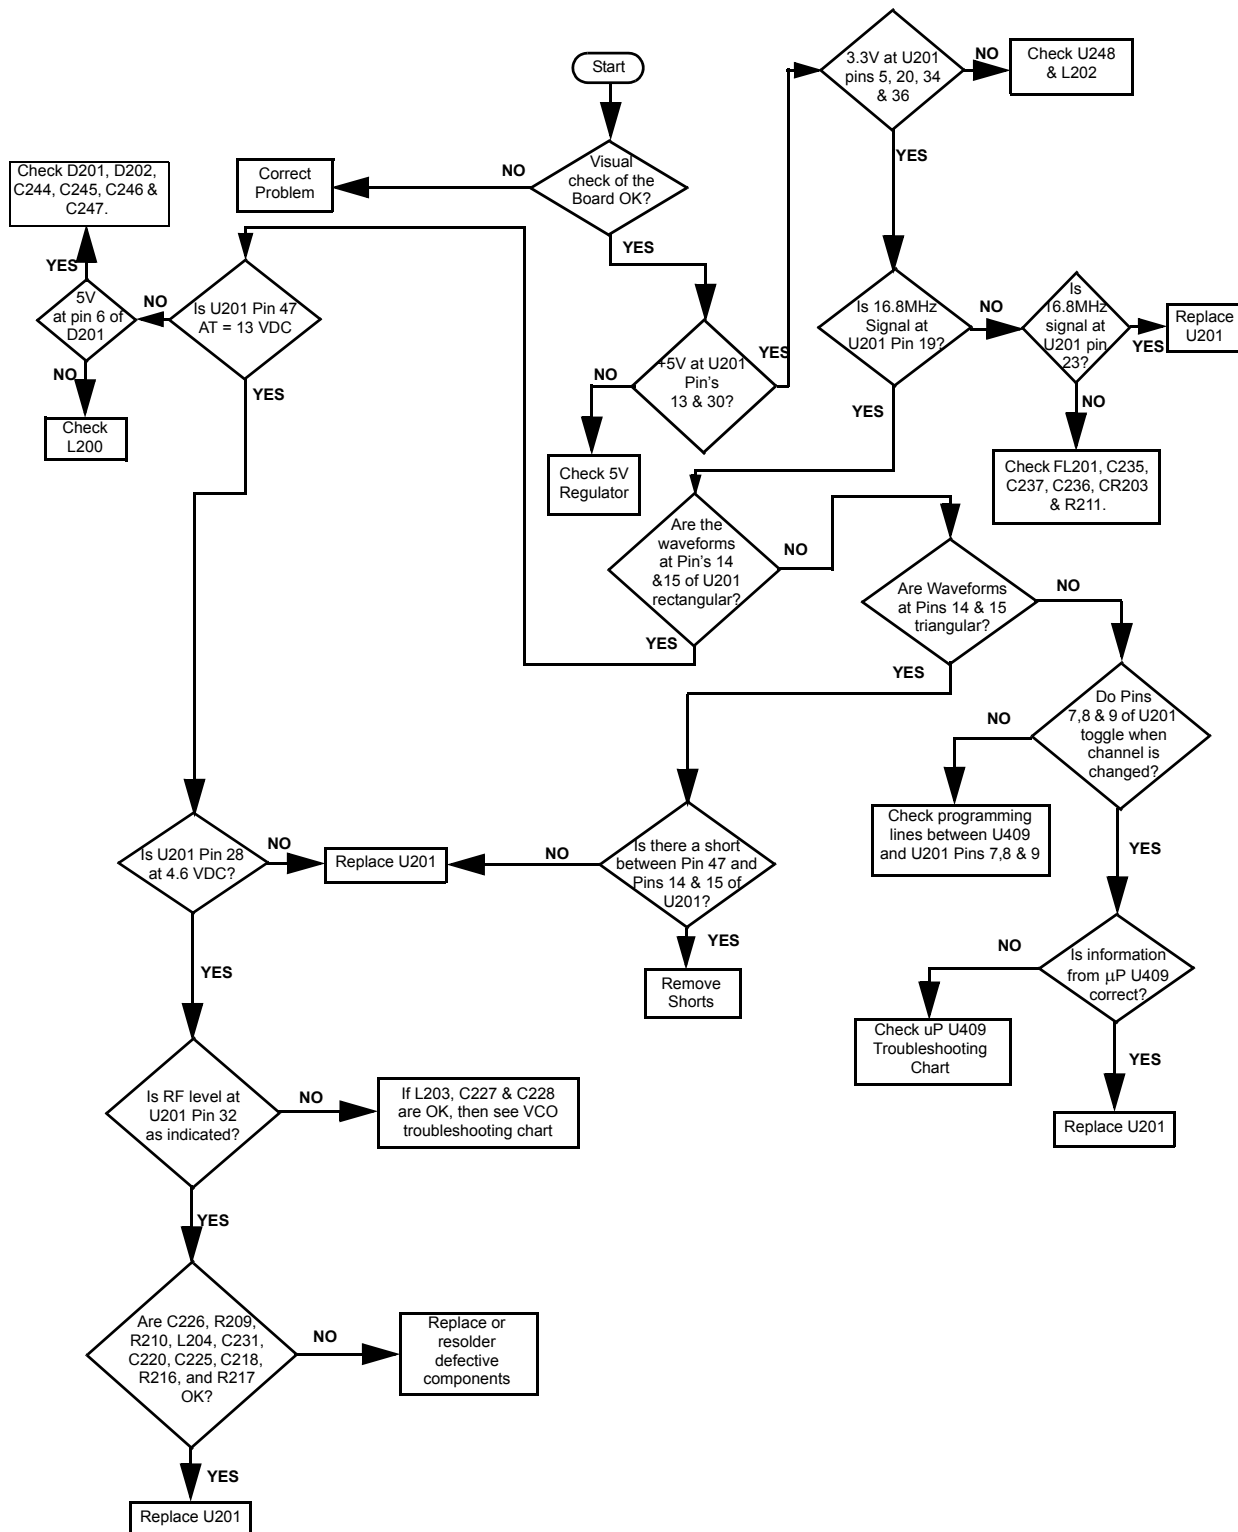 Start
3.3V at U201
pins 5, 20, 34
& 36
NO
Check U248
& L202
YES
Visual
check of the
Board OK?
NO
Correct
Problem
YES
Check D201, D202,
C244, C245, C246 &
C247.
YES
5V
at pin 6 of
D201
NO
Is U201 Pin 47
AT = 13 VDC
NO
Check
L200
YES
+5V at U201
Pin's
13 & 30?
YES
NO
Check 5V
Regulator
Is 16.8MHz
Signal at
U201 Pin 19?
NO
Is
16.8MHz
signal at
U201 pin
23?
YES
Replace
U201
NO
Check FL201, C235,
C237, C236, CR203
& R211.
YES
Are the
waveforms
at Pin's 14
&15 of U201
rectangular?
NO
YES
Are Waveforms
at Pins 14 & 15
triangular?
NO
YES
Do Pins
7,8 & 9 of U201
toggle when
channel is
changed?
NO
Check programming
lines between U409
and U201 Pins 7,8 & 9
YES
Is U201 Pin 28
at 4.6 VDC?
NO
Replace U201
NO
Is there a short
between Pin 47 and
Pins 14 & 15 of
U201?
YES
Remove
Shorts
YES
Is information
from µP U409
correct?
NO
Check uP U409
Troubleshooting
Chart
YES
Replace U201
Is RF level at
U201 Pin 32
as indicated?
NO
If L203, C227 & C228
are OK, then see VCO
troubleshooting chart
YES
Are C226, R209,
R210, L204, C231,
C220, C225, C218,
R216, and R217
OK?
NO
Replace or
resolder
defective
components
YES
Replace U201